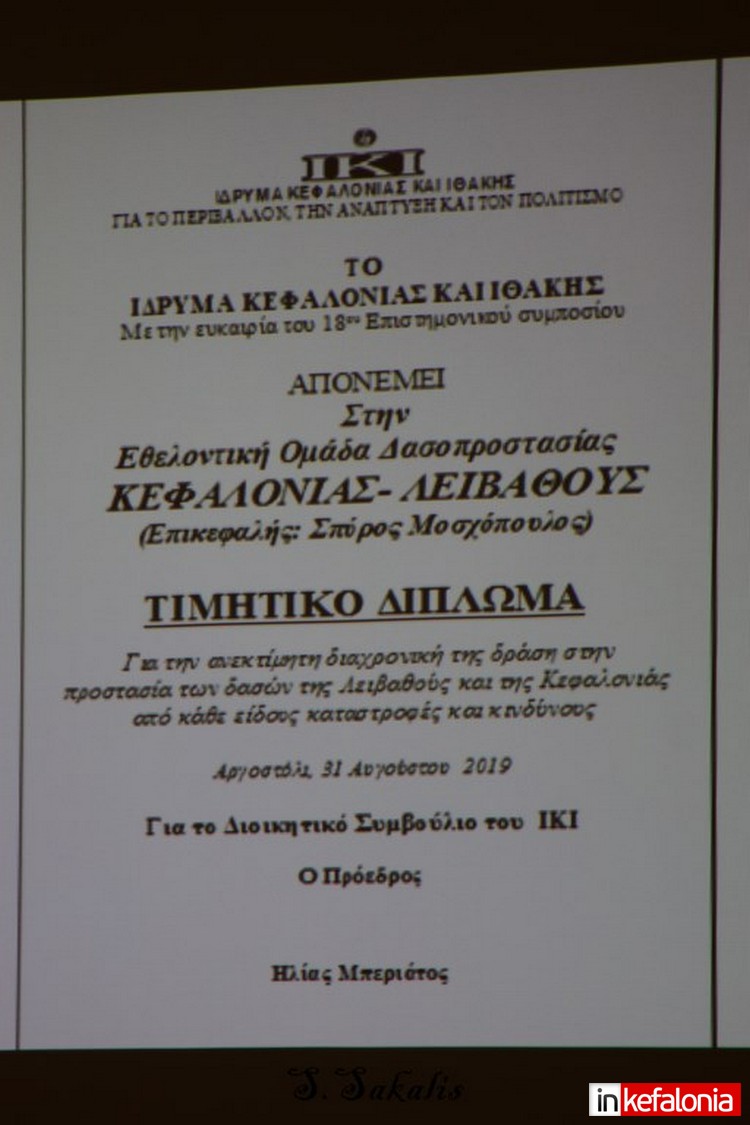 ΙΚΙ
ΙΔΡΥΜΑ ΚΕΦΑΛΟΝΙΑΣ ΚΑΙ ΙΘΑΚΗΣ
ΓΙΑ ΤΟ ΠΕΡΙΒΑΛΛΟΝ, ΤΗΝ ΑΝΑΠΤΥΞΗ ΚΑΙ ΤΟΝ ΠΟΛΙΤΙΣΜΟ
ΤΟ
ΙΔΡΥΜΑ ΚΕΦΑΛΟΝΙΑΣ ΚΑΙ ΙΘΑΚΗΣ
Με την ευκαιρία του 18ου Επιστημονικού συμποσίου
ΑΠΟΝΕΜΕΙ
Στην
Εθελοντική Ομάδα Δασοπροστασίας
ΚΕΦΑΛΟΝΙΑΣ- ΛΕΙΒΑΘΟΥΣ
(Επικεφαλής: Σπύρος Μοσχόπουλος)
ΤΙΜΗΤΙΚΟ ΔΙΠΛΩΜΑ
Για την ανεκτίμητη διαχρονική της δράση στην
προστασία των δασών της Λειβαθούς και της Κεφαλονιάς
από κάθε είδους καταστροφές και κινδύνους
Αργοστόλι, 31 Αυγούστου 2019
Για το Διοικητικό Συμβούλιο του ΙΚΙ
Ο Πρόεδρος
Ηλίας Μπεριάτος
S. Sakalis
inkefalonia